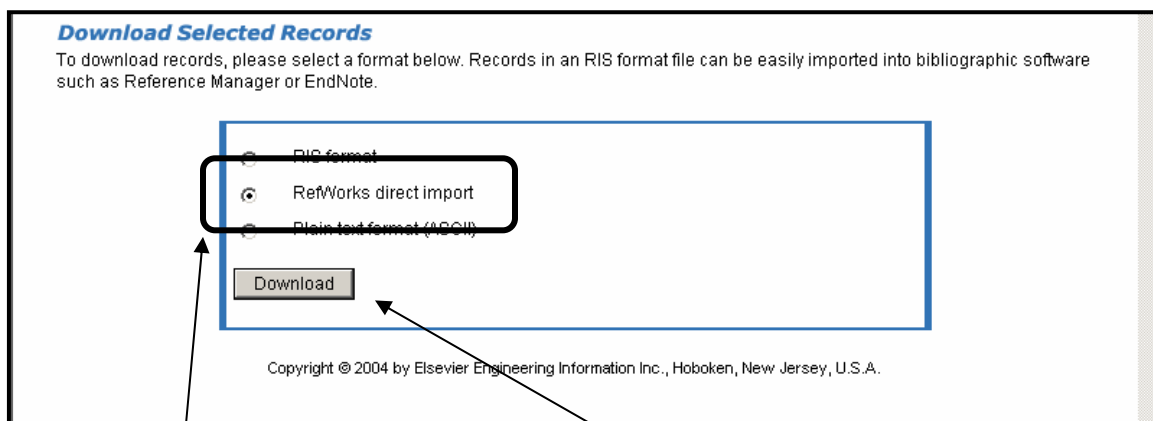 Download Selected Records
To download records, please select a format below. Records in an RIS format file can be easily imported into bibliographic software
such as Reference Manager or EndNote.
RIS format
RefWorks direct import
Plain text format (ASCII)
Download
Copyright © 2004 by Elsevier Engineering Information Inc., Hoboken, New Jersey, U.S.A.